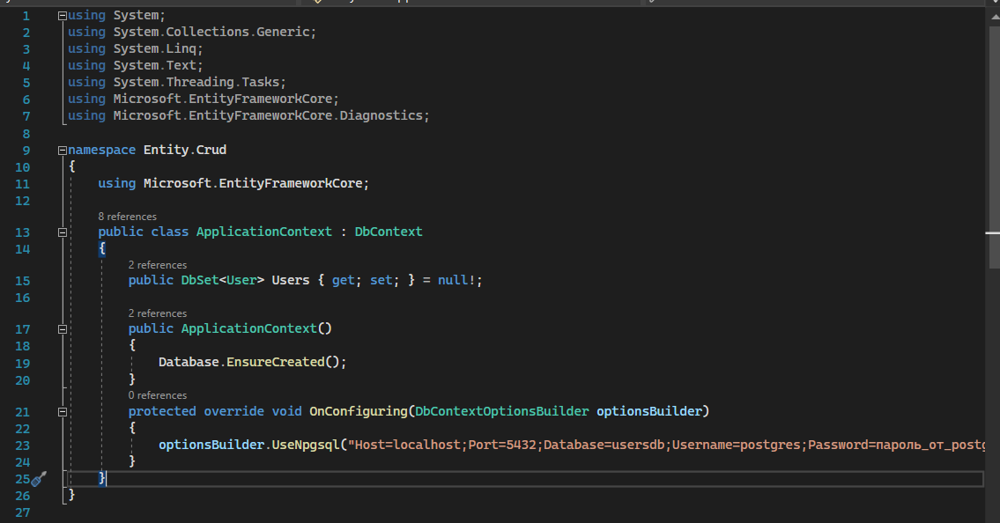 1 using System;
2 using System.Collections.Generic;
3 using System.Linq;
4 using System.Text;
5 using System.Threading.Tasks;
6 using Microsoft.EntityFrameworkCore;
7 using Microsoft.EntityFrameworkCore.Diagnostics;
8
9 namespace Entity.Crud
10 {
11 using Microsoft.EntityFrameworkCore;
12
8 references
13 public class ApplicationContext : DbContext
14 {
2 references
15 public DbSet<User> Users { get; set; } = null!;
16
2 references
17 public ApplicationContext()
18 {
19 Database.EnsureCreated();
20 }
0 references
21 protected override void OnConfiguring(DbContextOptionsBuilder optionsBuilder)
22 {
23 optionsBuilder.UseNpgsql("Host=localhost;Port=5432;Database=usersdb;Username=postgres;Password=пароль_от_postg
24 }
25 }
26 }
27